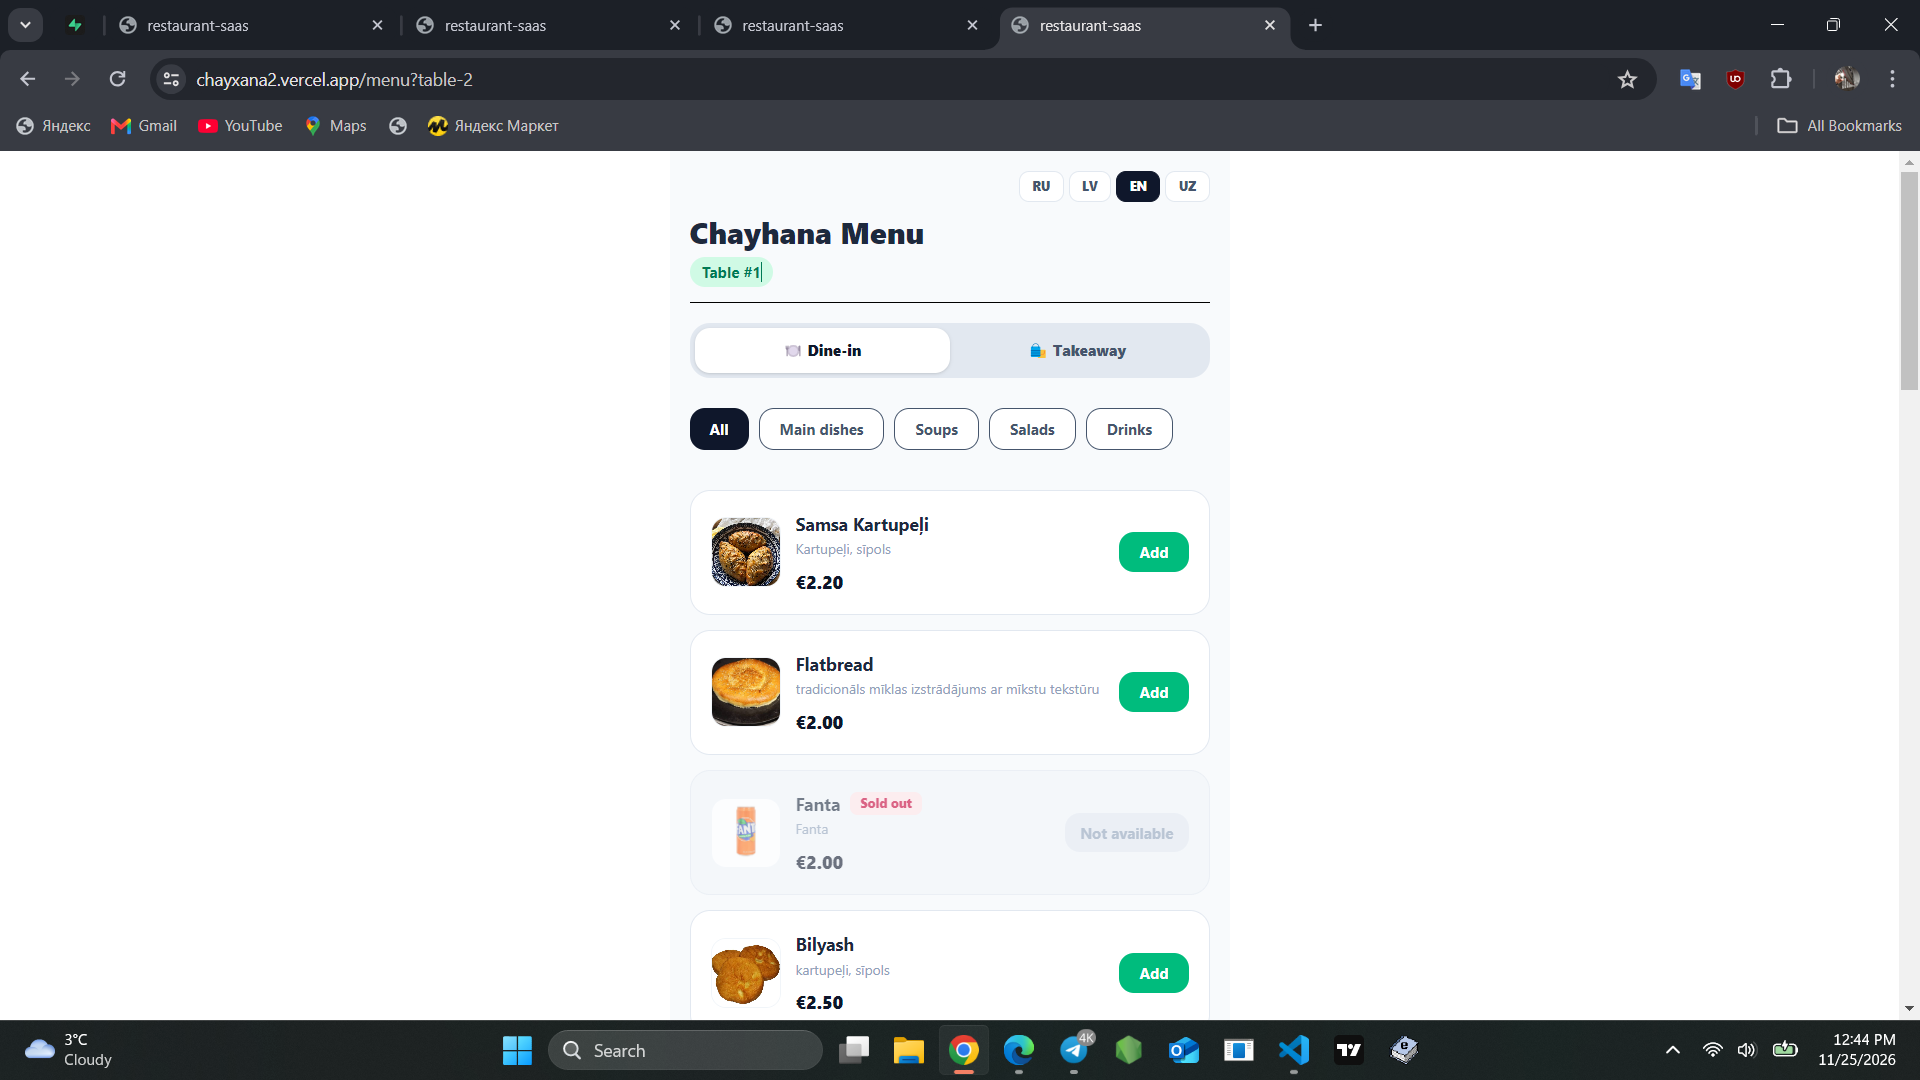 restaurant-saas
restaurant-saas
restaurant-saas
restaurant-saas
chayxana2.vercel.app/menu?table-2
Яндекс
Gmail
YouTube
Maps
Яндекс Маркет
All Bookmarks
RU
LV
EN
UZ
Chayhana Menu
Table #1
Dine-in
Takeaway
All
Main dishes
Soups
Salads
Drinks
Samsa Kartupeļi
Kartupeļi, sīpols
€2.20
Add
Flatbread
tradicionāls mīklas izstrādājums ar mīkstu tekstūru
€2.00
Add
Fanta
Sold out
Fanta
€2.00
Not available
Bilyash
kartupeļi, sīpols
€2.50
Add
3°C
Cloudy
Search
4K
12:44 PM
11/25/2026